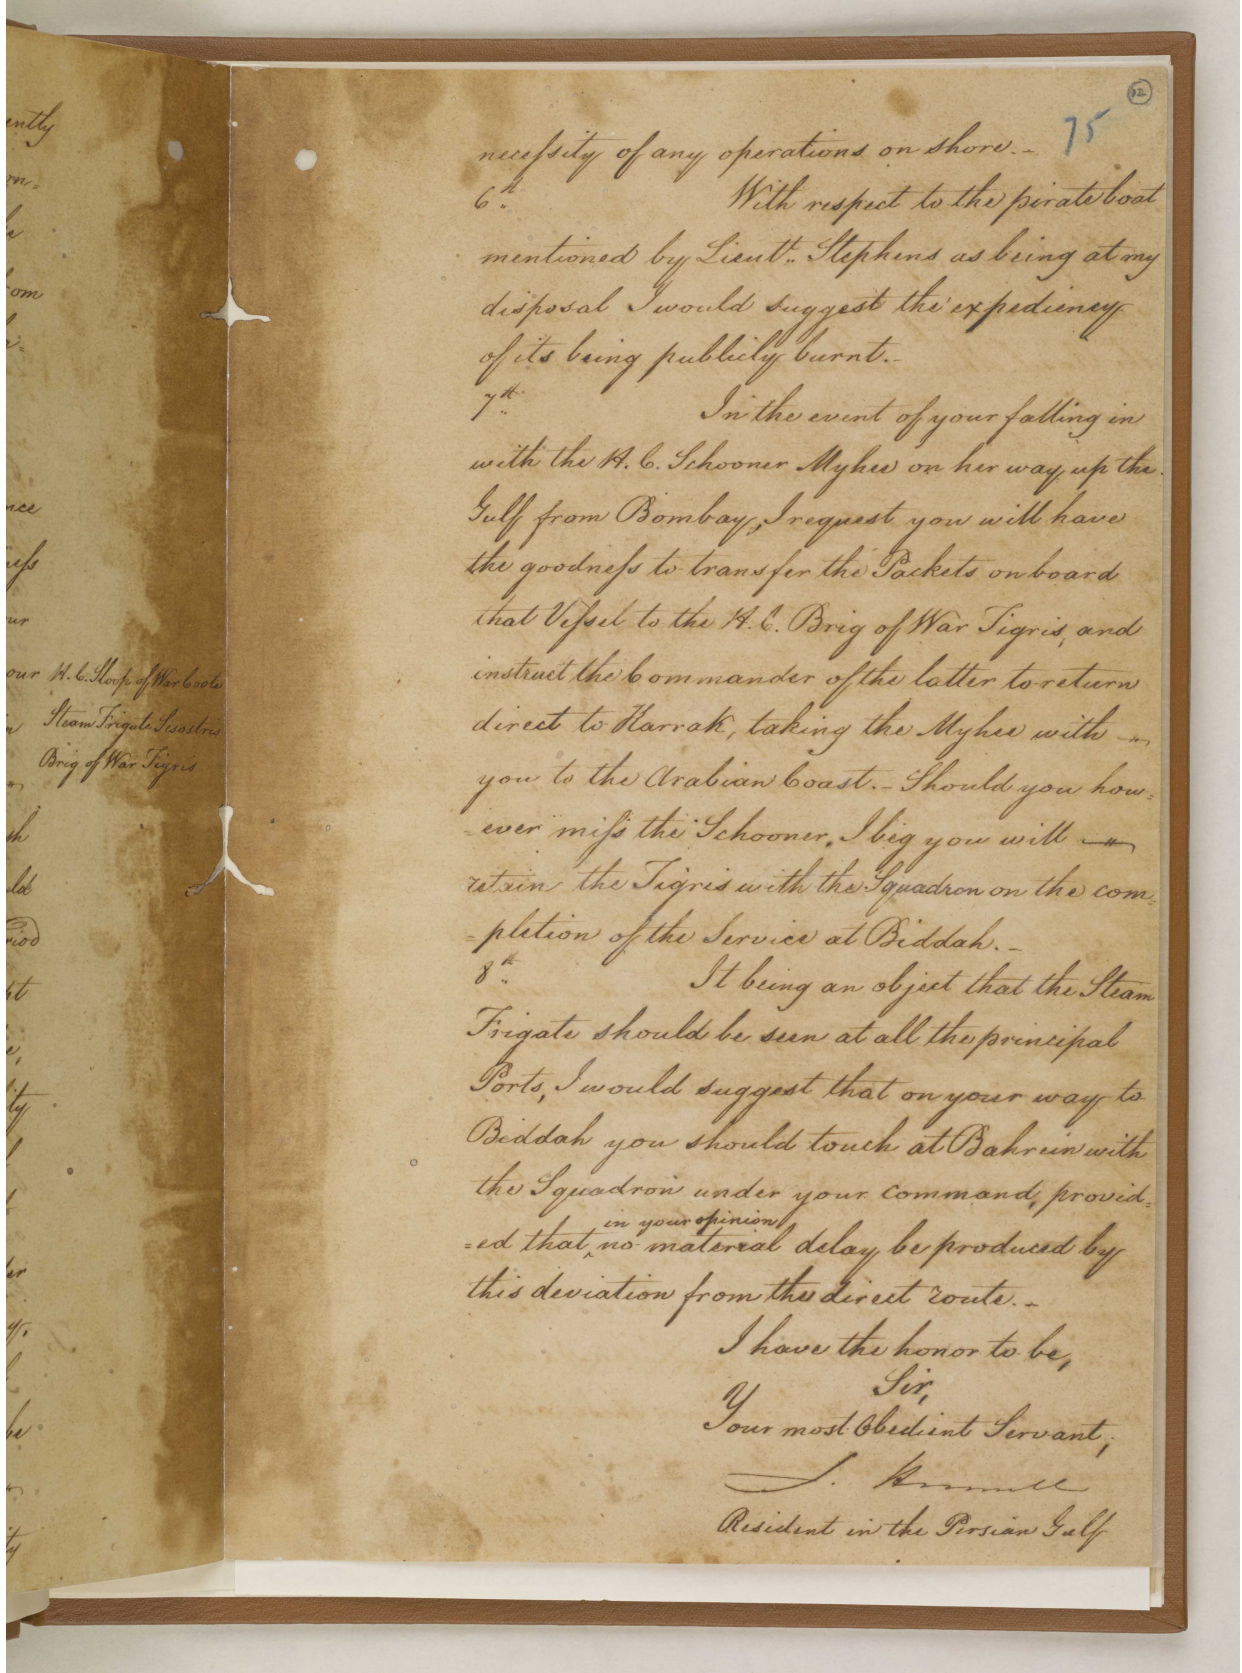 12
75
necessity of any operations on shore. -
6th With respect to the pirate boat
mentioned by Lieutt. Stephens as being at my
disposal I would suggest the expediency
of its being publicly burnt. -
7th In the event of your falling in
with the H. C. Schooner Myhee on her way up the
Gulf from Bombay, I request you will have
the goodness to transfer the Packets on board
that Vessel to the H. C. Brig of War Tigris, and
instruct the Commander of the latter to return
direct to Karrak, taking the Myhee with
you to the Arabian Coast. - Should you how=
=ever miss the Schooner, I beg you will
retain the Tigris with the Squadron on the com=
=pletion of the Service at Biddah. -
8th It being an object that the Steam
Frigate should be seen at all the principal
Ports, I would suggest that on your way to
Biddah you should touch at Bahrein with
the Squadron under your command, provid=
in your opinion
=ed that, no material delay be produced by
this deviation from the direct route. -
I have the honor to be,
Sir,
Your most Obedient Servant,
Resident in the Persian Gulf
H. C. Sloop of War Coote
Steam Frigate Sesostris
Brig of War Tigris